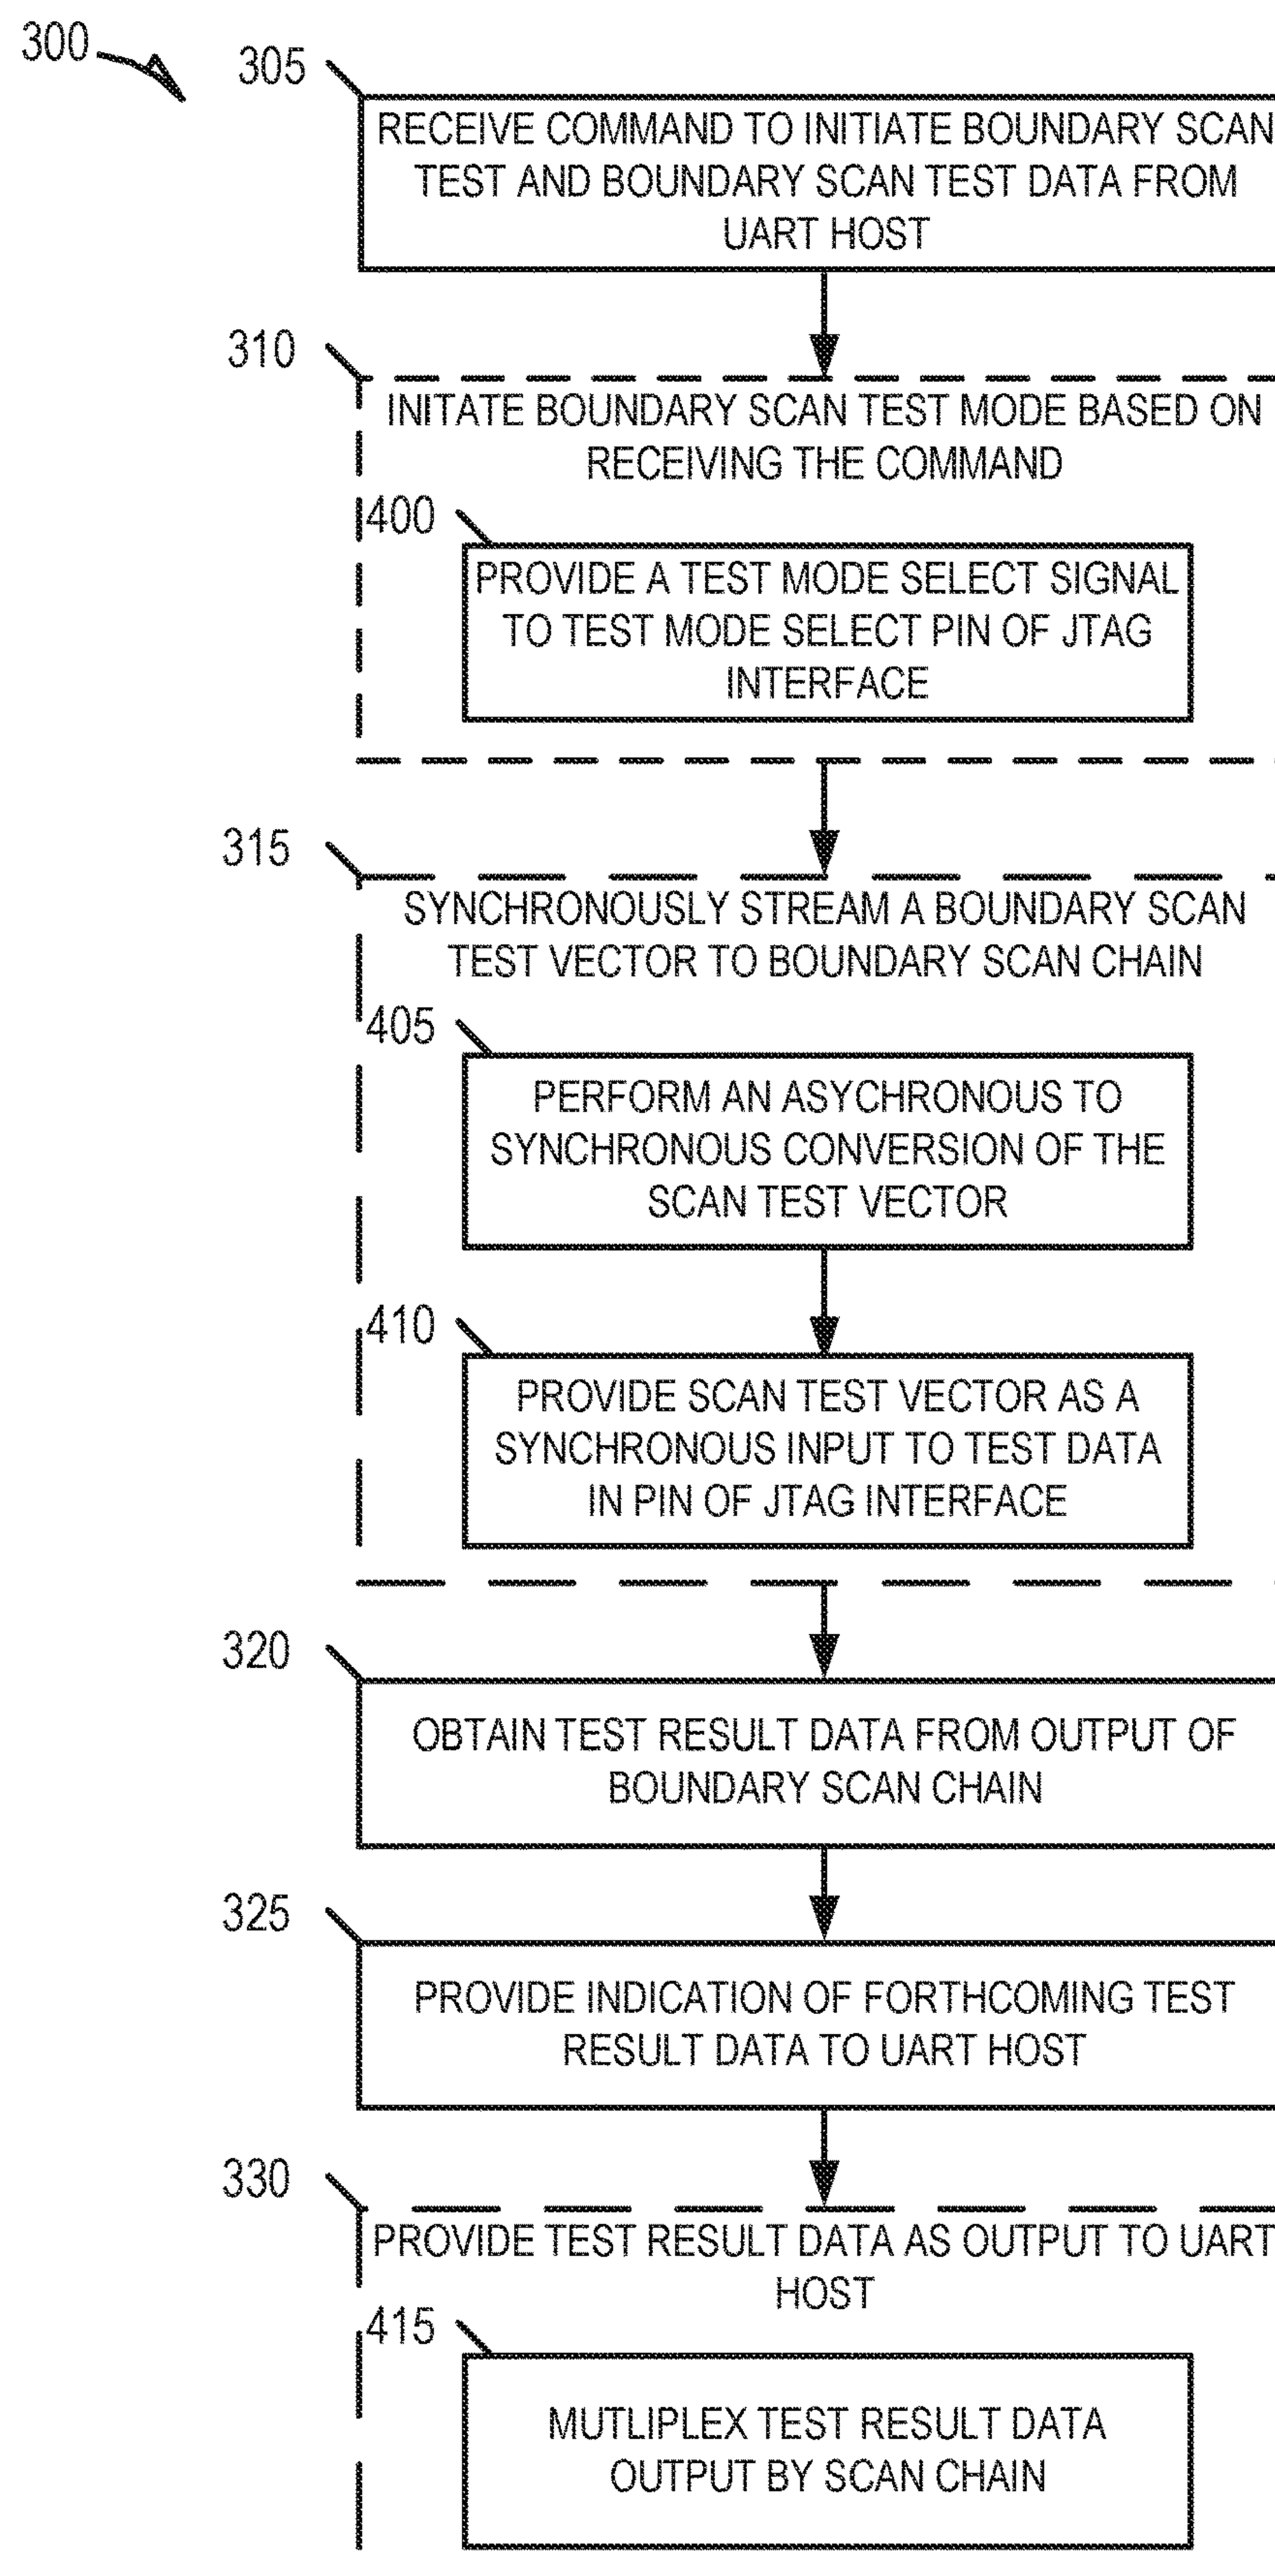 300
305
RECEIVE COMMAND TO INITIATE BOUNDARY SCAN
TEST AND BOUNDARY SCAN TEST DATA FROM
UART HOST
310
INITATE BOUNDARY SCAN TEST MODE BASED ON
RECEIVING THE COMMAND
400
PROVIDE A TEST MODE SELECT SIGNAL
TO TEST MODE SELECT PIN OF JTAG
INTERFACE
315
SYNCHRONOUSLY STREAM A BOUNDARY SCAN
TEST VECTOR TO BOUNDARY SCAN CHAIN
405
PERFORM AN ASYCHRONOUS TO
SYNCHRONOUS CONVERSION OF THE
SCAN TEST VECTOR
410
PROVIDE SCAN TEST VECTOR AS A
SYNCHRONOUS INPUT TO TEST DATA
IN PIN OF JTAG INTERFACE
320
OBTAIN TEST RESULT DATA FROM OUTPUT OF
BOUNDARY SCAN CHAIN
325
PROVIDE INDICATION OF FORTHCOMING TEST
RESULT DATA TO UART HOST
330
PROVIDE TEST RESULT DATA AS OUTPUT TO UART
HOST
415
MUTLIPLEX TEST RESULT DATA
OUTPUT BY SCAN CHAIN